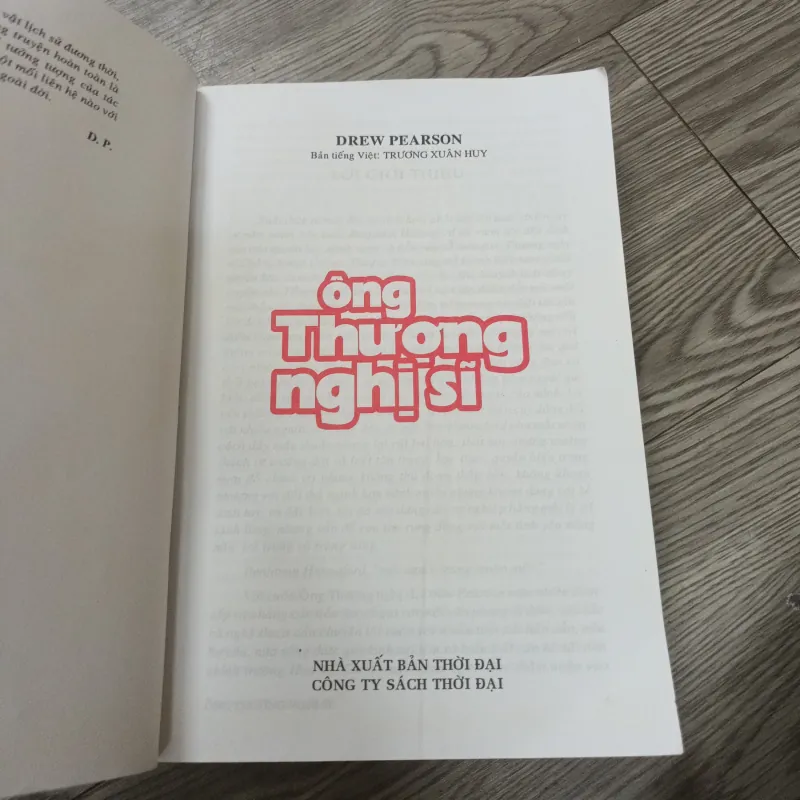 vật lịch sử đương thời.
truyện hoàn toàn là
tưởng tượng của tác
mối liên hệ nào với
ngoài đời.
D. P.
DREW PEARSON
Bản tiếng Việt: TRƯƠNG XUÂN HUY
ông
Thượng
nghị sĩ
NHÀ XUẤT BẢN THỜI ĐẠI
CÔNG TY SÁCH THỜI ĐẠI